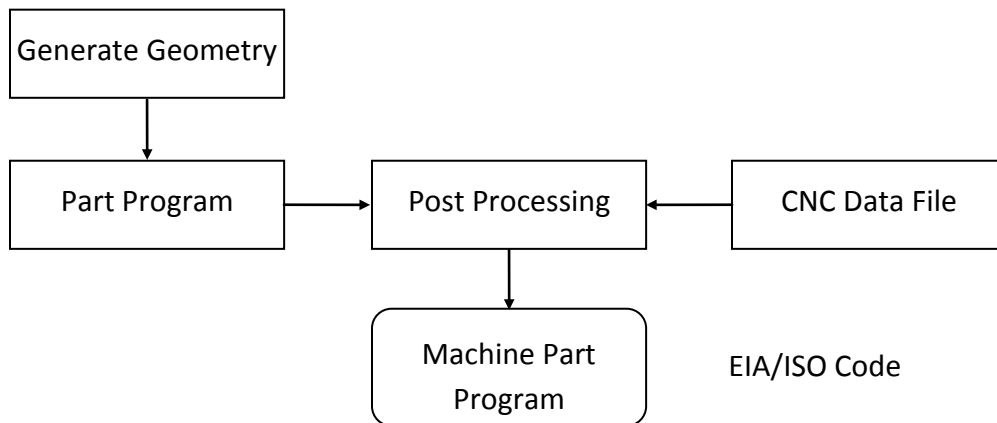 Generate Geometry
Part Program
Post Processing
CNC Data File
Machine Part
Program
EIA/ISO Code